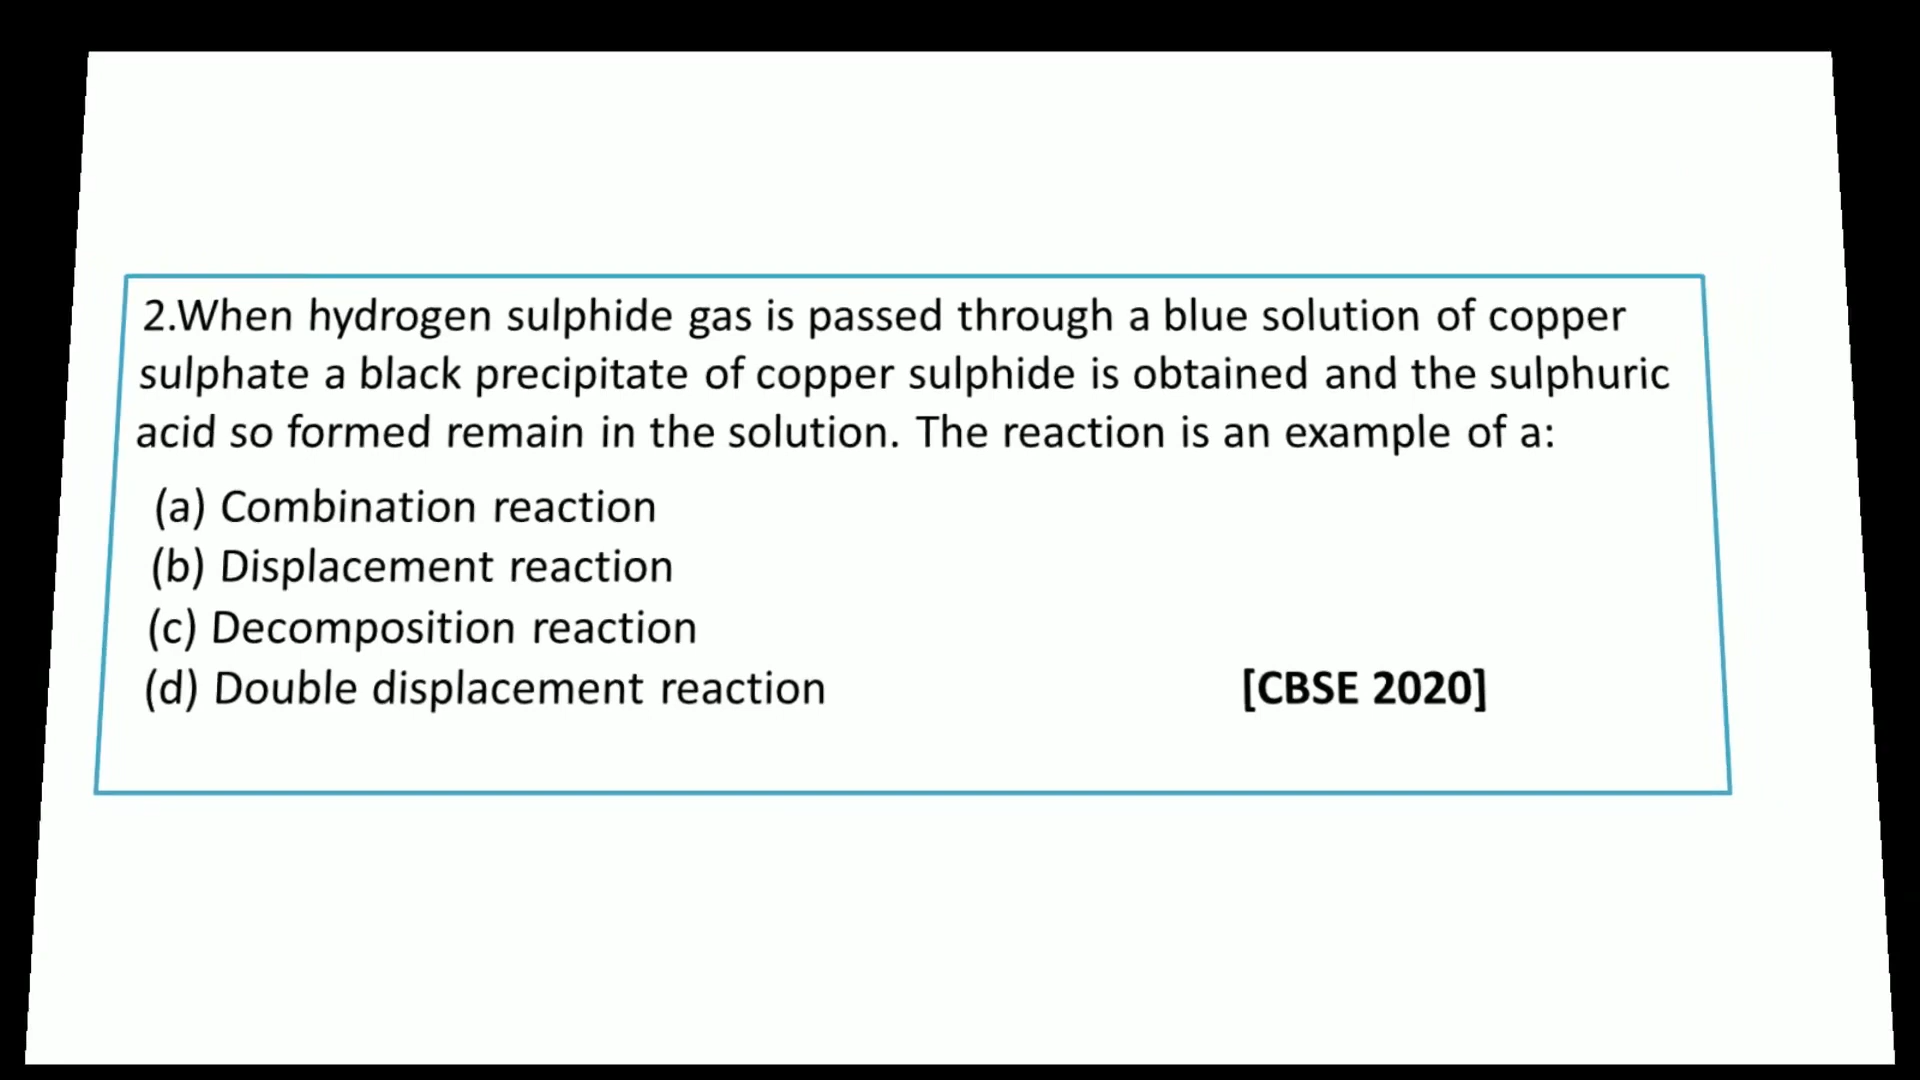 2.When hydrogen sulphide gas is passed through a blue solution of copper
sulphate a black precipitate of copper sulphide is obtained and the sulphuric
acid so formed remain in the solution. The reaction is an example of a:
(a) Combination reaction
(b) Displacement reaction
(c) Decomposition reaction
(d) Double displacement reaction [CBSE 2020]